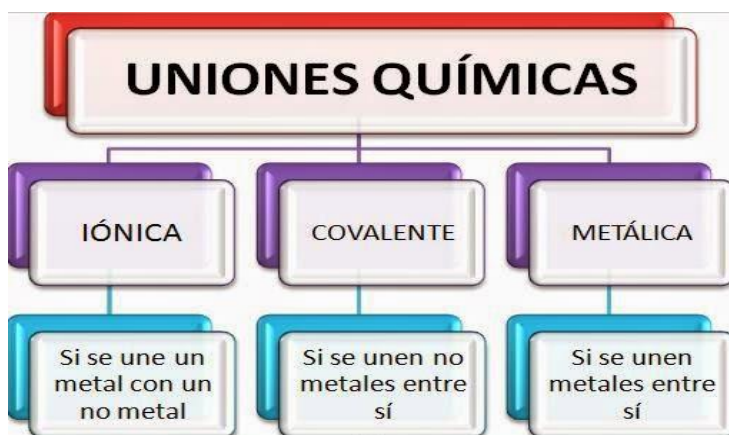 UNIONES QUÍMICAS
IÓNICA
COVALENTE
METÁLICA
Si se une un
metal con un
no metal
Si se unen no
metales entre
sí
Si se unen
metales entre
sí